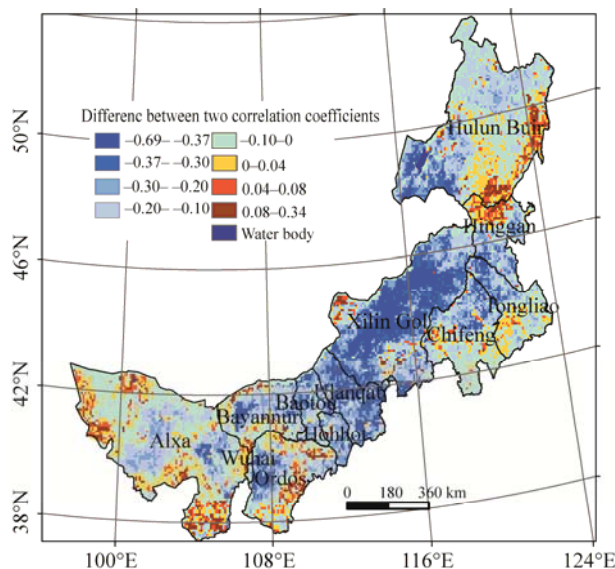 Differenc between two correlation coefficients
−0.69– −0.37
−0.10–0
−0.37– −0.30
0–0.04
−0.30– −0.20
0.04–0.08
−0.20– −0.10
0.08–0.34
Water body
50°N
46°N
42°N
38°N
Hulun Buir
Hinggan
Xilin Gol
Tongliao
Chifeng
Ulanqab
Baotou
Bayannur
Hohhot
Alxa
Wuhai
Ordos
0 180 360 km
100°E 108°E 116°E 124°E